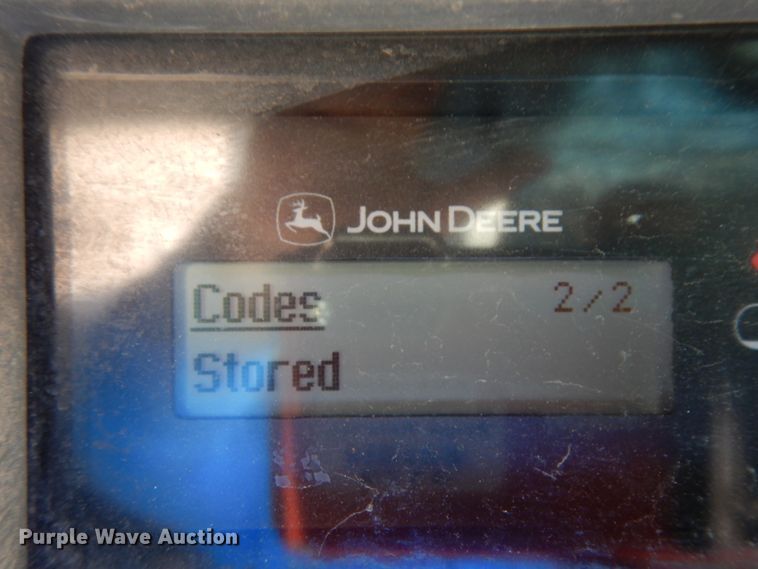 JOHN DEERE
Codes 2/2
Stored
Purple Wave Auction